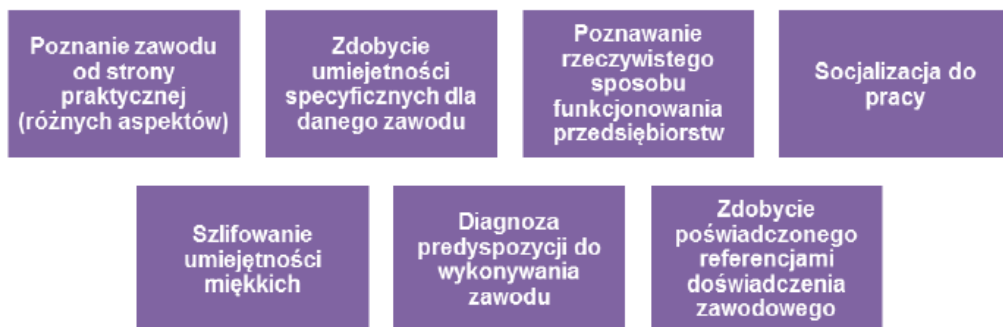 Poznanie zawodu
od strony
praktycznej
(różnych aspektów)
Zdobycie
umiejetności
specyficznych dla
danego zawodu
Poznawanie
rzeczywistego
sposobu
funkcjonowania
przedsiębiorstw
Socjalizacja do
pracy
Szlifowanie
umiejętności
miękkich
Diagnoza
predyspozycji do
wykonywania
zawodu
Zdobycie
poświadczonego
referencjami
doświadczenia
zawodowego